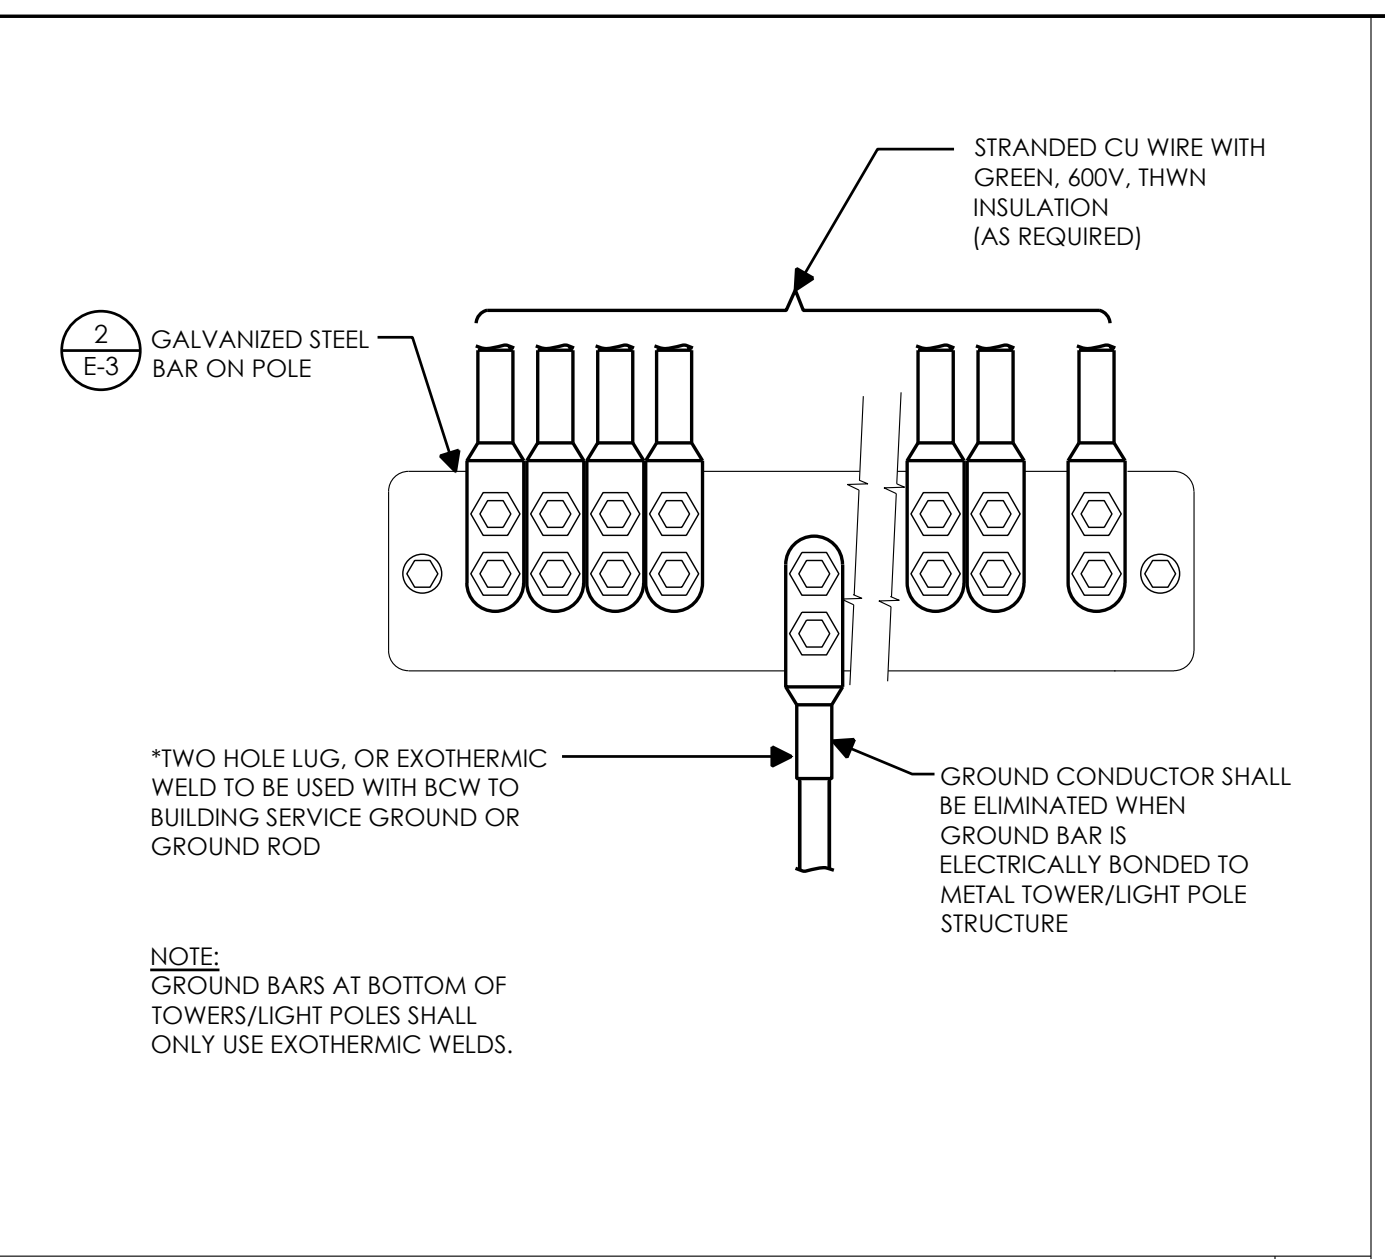 STRANDED CU WIRE WITH
GREEN, 600V, THWN
INSULATION
(AS REQUIRED)
2
E-3
GALVANIZED STEEL
BAR ON POLE
*TWO HOLE LUG, OR EXOTHERMIC
WELD TO BE USED WITH BCW TO
BUILDING SERVICE GROUND OR
GROUND ROD
GROUND CONDUCTOR SHALL
BE ELIMINATED WHEN
GROUND BAR IS
ELECTRICALLY BONDED TO
METAL TOWER/LIGHT POLE
STRUCTURE
NOTE:
GROUND BARS AT BOTTOM OF
TOWERS/LIGHT POLES SHALL
ONLY USE EXOTHERMIC WELDS.